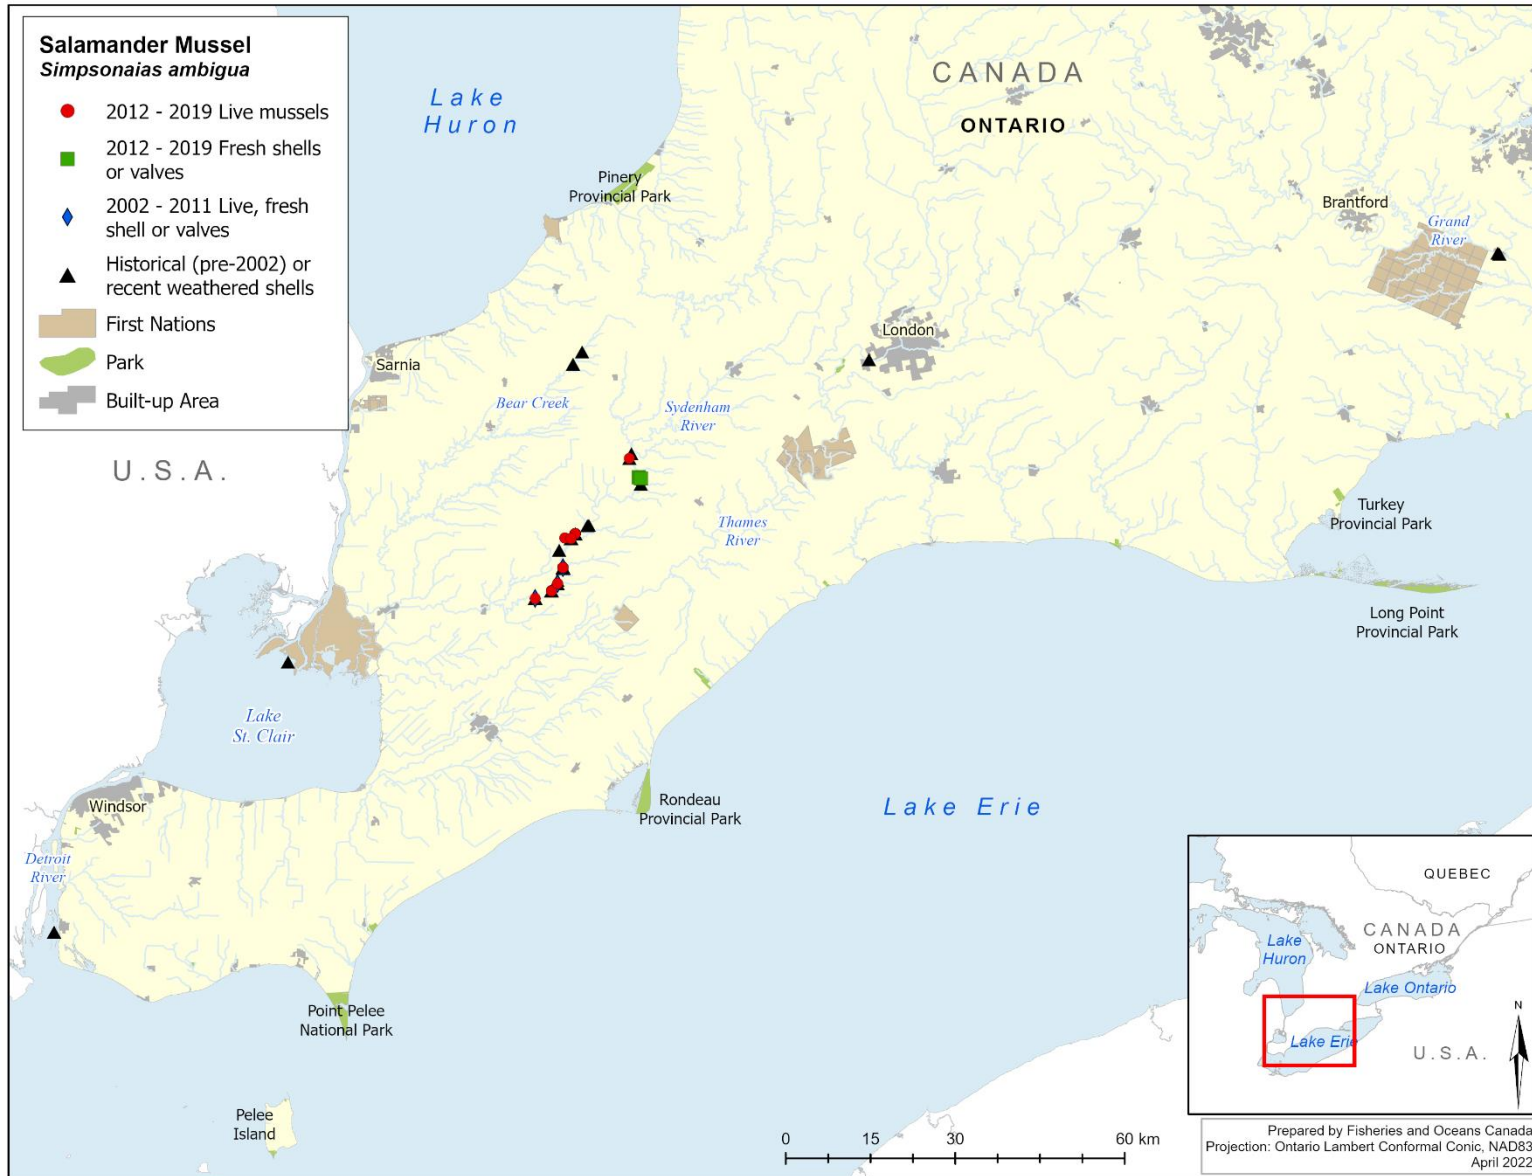 Salamander Mussel
Simpsonaias ambigua
2012 - 2019 Live mussels
2012 - 2019 Fresh shells
or valves
2002 - 2011 Live, fresh
shell or valves
Historical (pre-2002) or
recent weathered shells
First Nations
Park
Built-up Area
Lake
Huron
CANADA
ONTARIO
Pinery
Provincial Park
Brantford
Grand
River
London
Sarnia
Bear Creek
Sydenham
River
U.S.A.
Thames
River
Turkey
Provincial Park
Long Point
Provincial Park
Lake
St. Clair
Windsor
Rondeau
Provincial Park
Lake Erie
Detroit
River
Point Pelee
National Park
Pelee
Island
0 15 30 60 km
QUEBEC
CANADA
ONTARIO
Lake
Huron
Lake Ontario
Lake Erie
U.S.A.
N
Prepared by Fisheries and Oceans Canada
Projection: Ontario Lambert Conformal Conic, NAD83
April 2022